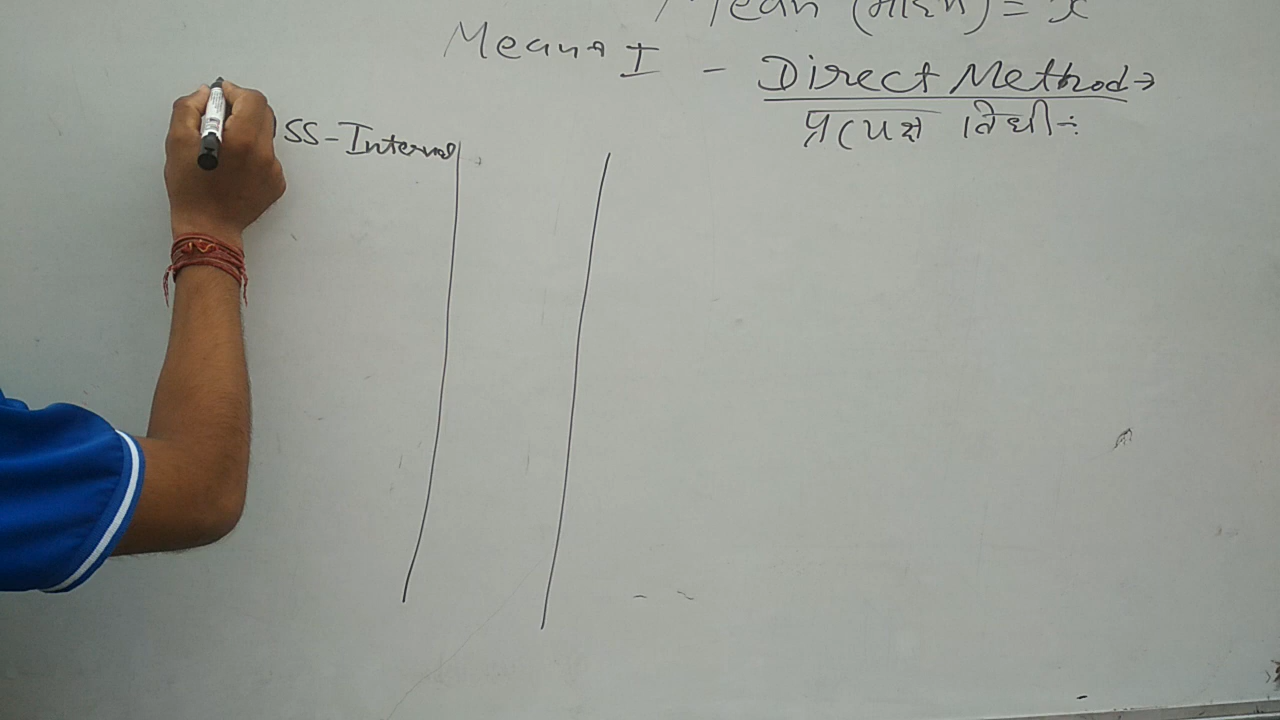 Mean (माध्य) = x̄
Mean I - Direct Method→
प्रत्यक्ष विधी÷
SS-Interval